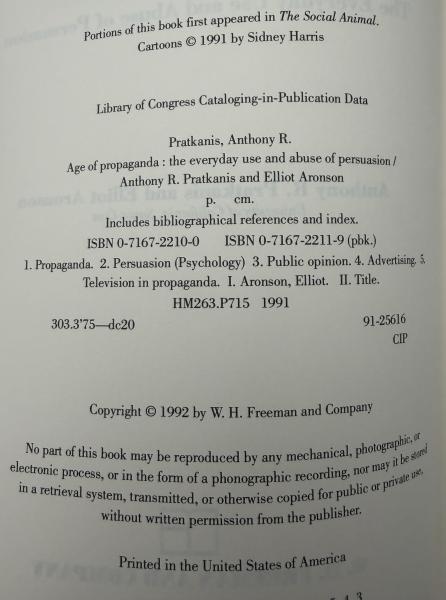 Portions of this book first appeared in The Social Animal.
Cartoons © 1991 by Sidney Harris
Library of Congress Cataloging-in-Publication Data
Pratkanis, Anthony R.
Age of propaganda : the everyday use and abuse of persuasion /
Anthony R. Pratkanis and Elliot Aronson
p. cm.
Includes bibliographical references and index.
ISBN 0-7167-2210-0 ISBN 0-7167-2211-9 (pbk.)
1. Propaganda. 2. Persuasion (Psychology) 3. Public opinion. 4. Advertising. 5.
Television in propaganda. I. Aronson, Elliot. II. Title.
HM263.P715 1991
303.3'75—dc20 91-25616
CIP
Copyright © 1992 by W. H. Freeman and Company
No part of this book may be reproduced by any mechanical, photographic, or
electronic process, or in the form of a phonographic recording, nor may it be stored
in a retrieval system, transmitted, or otherwise copied for public or private use,
without written permission from the publisher.
Printed in the United States of America
4 3